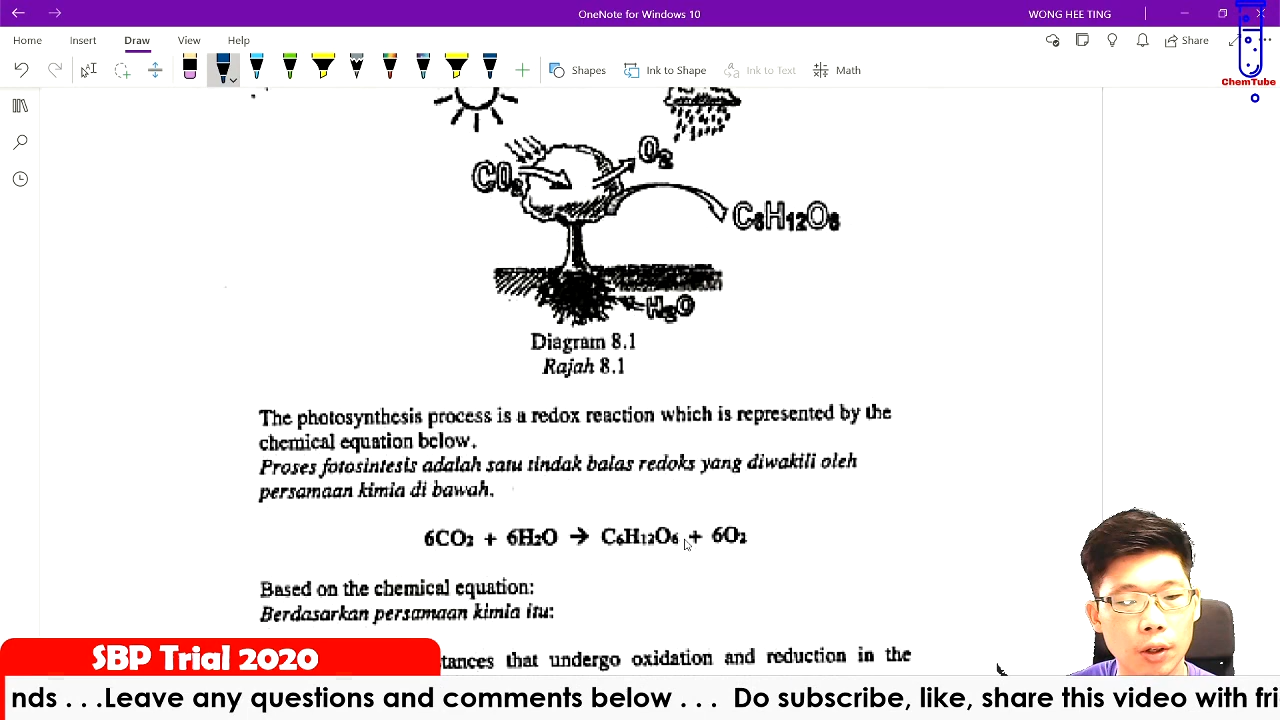 OneNote for Windows 10
WONG HEE TING
Home Insert Draw View Help
Share
Shapes Ink to Shape Ink to Text Math
ChemTube
CO₂
O₂
C₆H₁₂O₆
H₂O
Diagram 8.1
Rajah 8.1
The photosynthesis process is a redox reaction which is represented by the
chemical equation below.
Proses fotosintesis adalah satu tindak balas redoks yang diwakili oleh
persamaan kimia di bawah.
6CO₂ + 6H₂O → C₆H₁₂O₆ + 6O₂
Based on the chemical equation:
Berdasarkan persamaan kimia itu:
tances that undergo oxidation and reduction in the
SBP Trial 2020
nds . . .Leave any questions and comments below . . . Do subscribe, like, share this video with fri